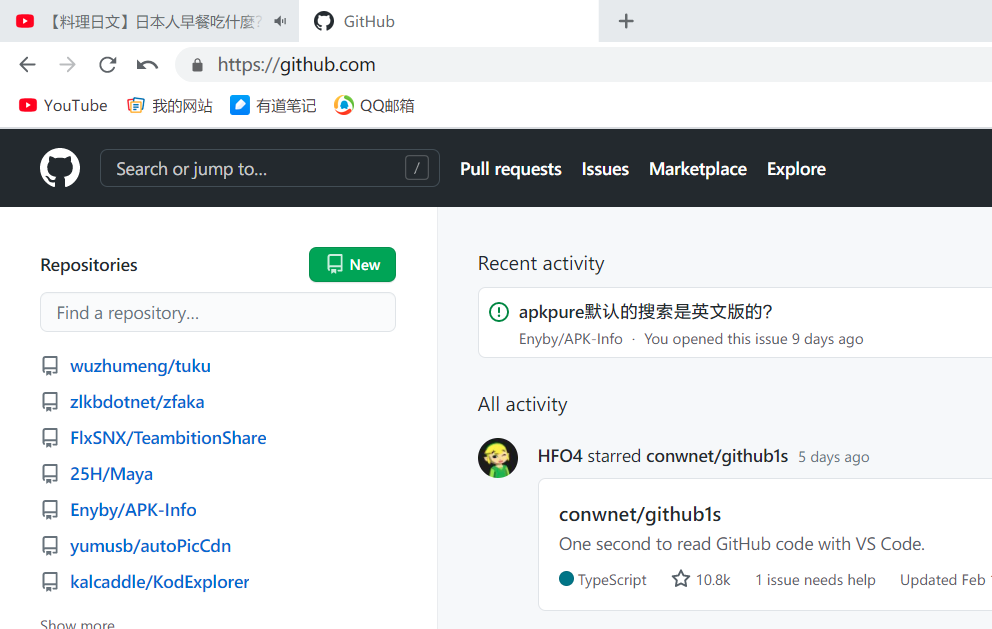 【料理日文】日本人早餐吃什麼?
GitHub
https://github.com
YouTube 我的网站 有道笔记 QQ邮箱
Search or jump to... / Pull requests Issues Marketplace Explore
Repositories
New
Find a repository...
wuzhumeng/tuku
zlkbdotnet/zfaka
FlxSNX/TeambitionShare
25H/Maya
Enyby/APK-Info
yumusb/autoPicCdn
kalcaddle/KodExplorer
Show more
Recent activity
apkpure默认的搜索是英文版的?
Enyby/APK-Info · You opened this issue 9 days ago
All activity
HFO4 starred conwnet/github1s 5 days ago
conwnet/github1s
One second to read GitHub code with VS Code.
TypeScript 10.8k 1 issue needs help Updated Feb